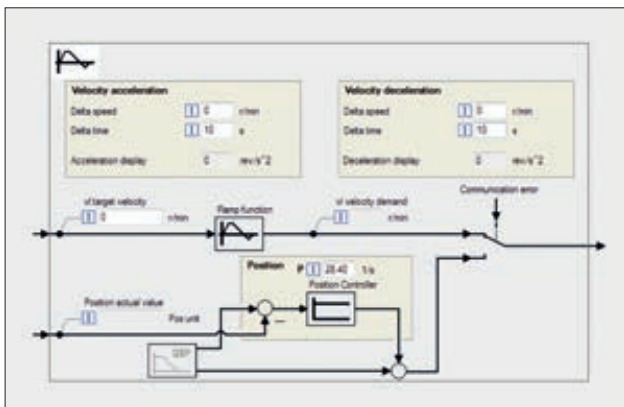 Velocity acceleration
Delta speed 0 r/min
Delta time 10 s
Acceleration display 0 rev/s^2
Velocity deceleration
Delta speed 0 r/min
Delta time 10 s
Deceleration display 0 rev/s^2
Communication error
vl target velocity
0 r/min
Ramp function
vl velocity demand
r/min
Position P 28.40 1/s
Position Controller
Position actual value
Pos unit